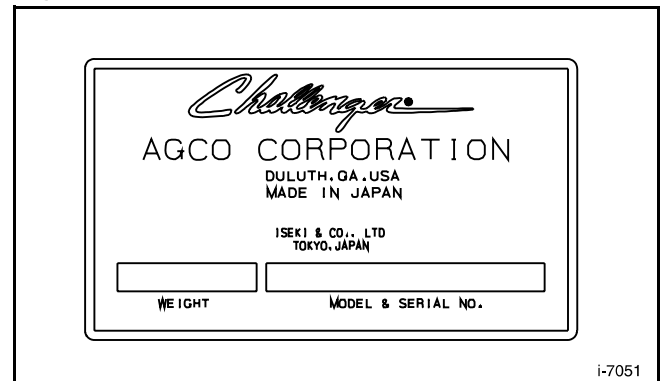 Challenger
AGCO CORPORATION
DULUTH.GA.USA
MADE IN JAPAN
ISEKI & CO., LTD
TOKYO.JAPAN
WEIGHT
MODEL & SERIAL NO.
i-7051